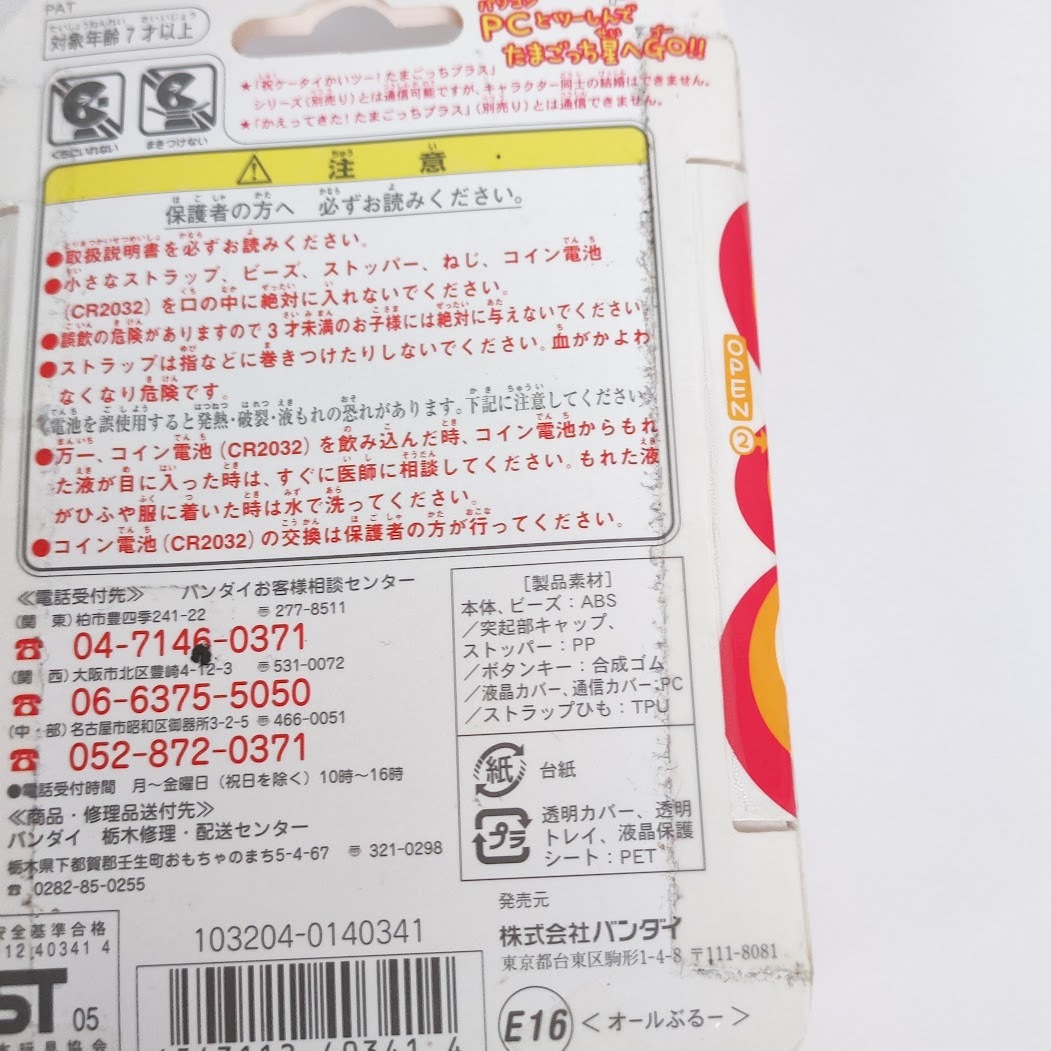 PAT
対象年齢7才以上
くちにいれない
まきつけない
パソコン
PCとツーしんで
たまごっち星へGO!!
★「祝ケータイかいツー!たまごっちプラス」
シリーズ(別売り)とは通信可能ですが、キャラクター同士の結婚はできません。
★「かえってきた!たまごっちプラス」(別売り)とは通信できません。
注意
保護者の方へ 必ずお読みください。
●取扱説明書を必ずお読みください。
●小さなストラップ、ビーズ、ストッパー、ねじ、コイン電池
(CR2032)を口の中に絶対に入れないでください。
●誤飲の危険がありますので3才未満のお子様には絶対に与えないでください
●ストラップは指などに巻きつけたりしないでください。血がかよわ
なくなり危険です。
電池を誤使用すると発熱・破裂・液もれの恐れがあります。下記に注意してください
●万一、コイン電池(CR2032)を飲み込んだ時、コイン電池からもれ
た液が目に入った時は、すぐに医師に相談してください。もれた液
がひふや服に着いた時は水で洗ってください。
●コイン電池(CR2032)の交換は保護者の方が行ってください。
≪電話受付先≫ バンダイお客様相談センター
(関 東)柏市豊四季241-22 〠277-8511
☎ 04-7146-0371
(関 西)大阪市北区豊崎4-12-3 〠531-0072
☎ 06-6375-5050
(中 部)名古屋市昭和区御器所3-2-5 〠466-0051
☎ 052-872-0371
●電話受付時間 月〜金曜日(祝日を除く)10時〜16時
≪商品・修理品送付先≫
バンダイ 栃木修理・配送センター
栃木県下都賀郡壬生町おもちゃのまち5-4-67 〠321-0298
☎ 0282-85-0255
[製品素材]
本体、ビーズ:ABS
/突起部キャップ、
ストッパー:PP
/ボタンキー:合成ゴム
/液晶カバー、通信カバー:PC
/ストラップひも:TPU
紙 台紙
プラ 透明カバー、透明
トレイ、液晶保護
シート:PET
OPEN②
安全基準合格
12 40341 4
ST 05
103204-0140341
発売元
株式会社バンダイ
東京都台東区駒形1-4-8 〒111-8081
E16 <オールぶるー>